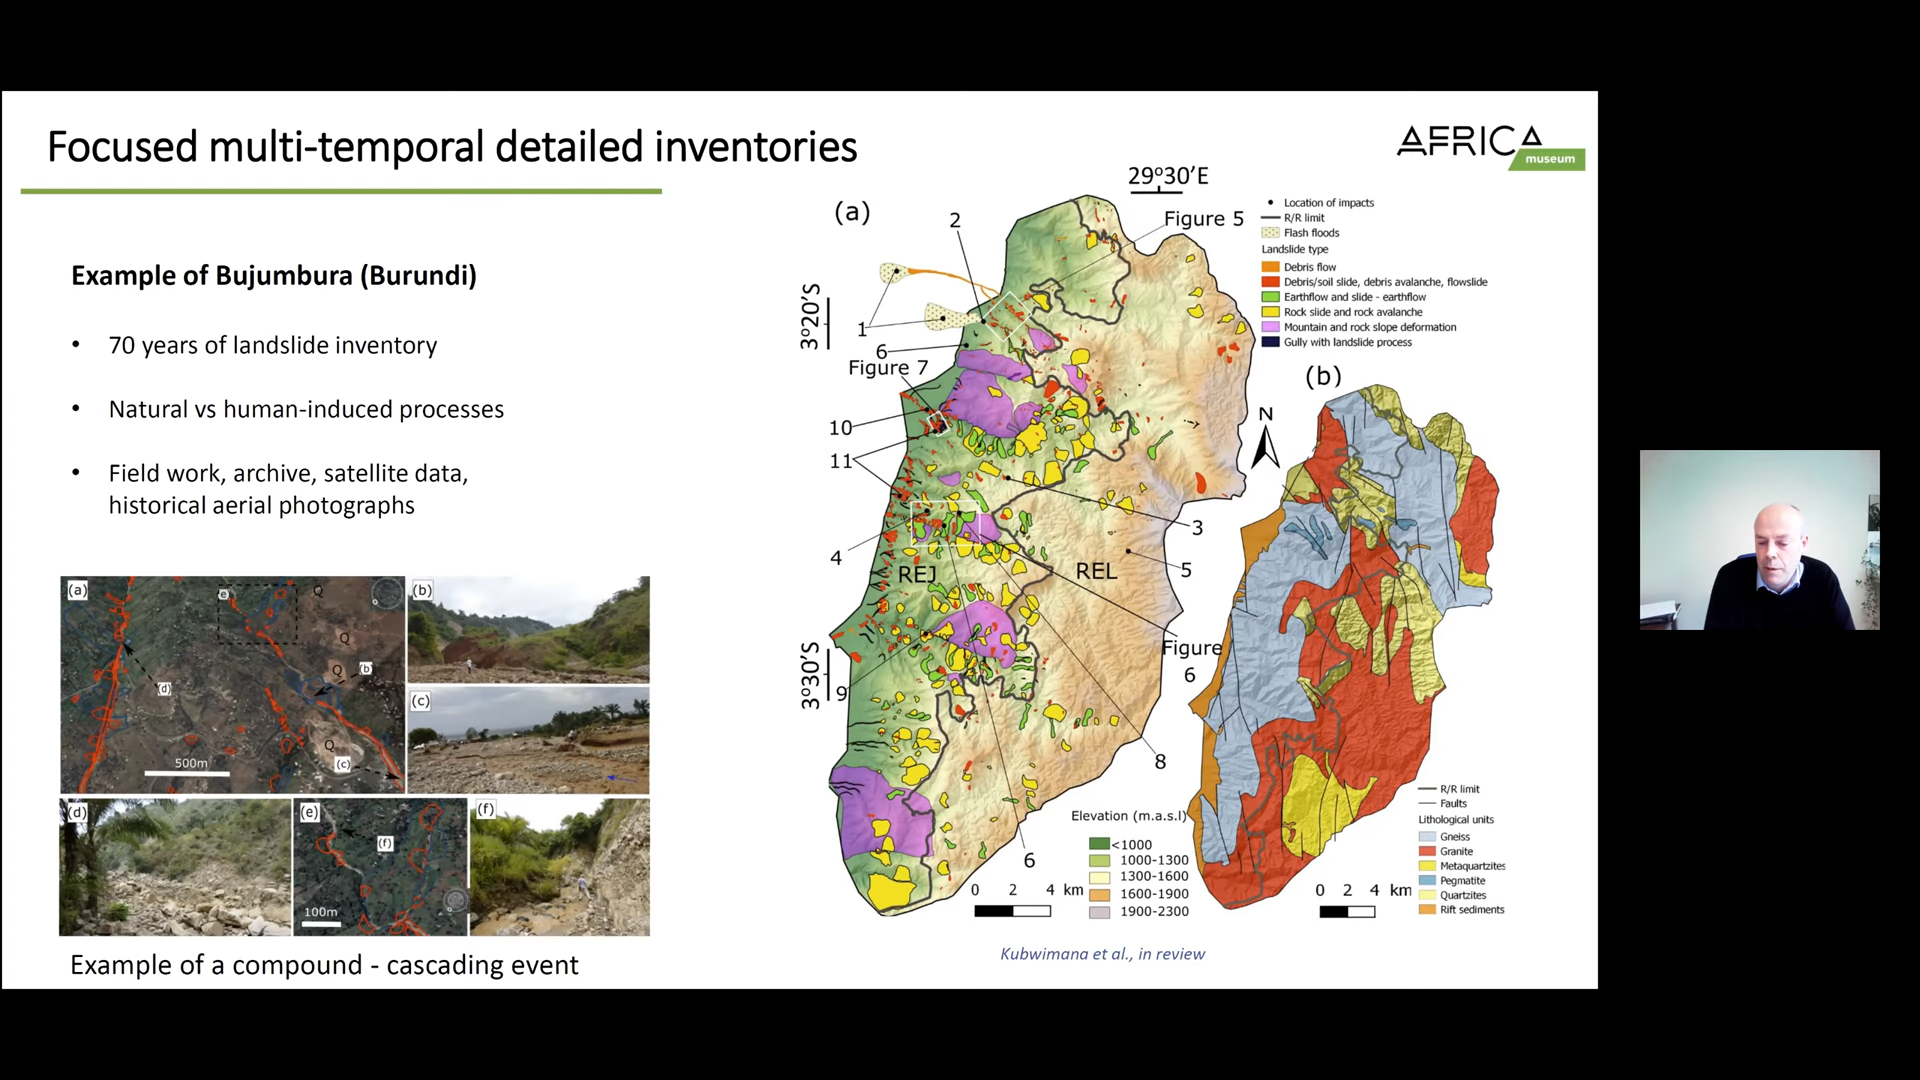 Focused multi-temporal detailed inventories
AFRICA
museum
Example of Bujumbura (Burundi)
• 70 years of landslide inventory
• Natural vs human-induced processes
• Field work, archive, satellite data,
historical aerial photographs
(a)
(e)
Q
Q
Q
(b)
(d)
Q
(c)
500m
(b)
(c)
(d)
(e)
(f)
100m
(f)
Example of a compound - cascading event
(a)
29º30'E
2
Figure 5
3º20'S
1
6
Figure 7
10
11
4
REJ
REL
3
5
Figure
6
3º30'S
9
8
6
• Location of impacts
R/R limit
Flash floods
Landslide type
Debris flow
Debris/soil slide, debris avalanche, flowslide
Earthflow and slide - earthflow
Rock slide and rock avalanche
Mountain and rock slope deformation
Gully with landslide process
Elevation (m.a.s.l)
<1000
1000-1300
1300-1600
1600-1900
1900-2300
0 2 4 km
(b)
N
R/R limit
Faults
Lithological units
Gneiss
Granite
Metaquartzites
Pegmatite
Quartzites
Rift sediments
0 2 4 km
Kubwimana et al., in review